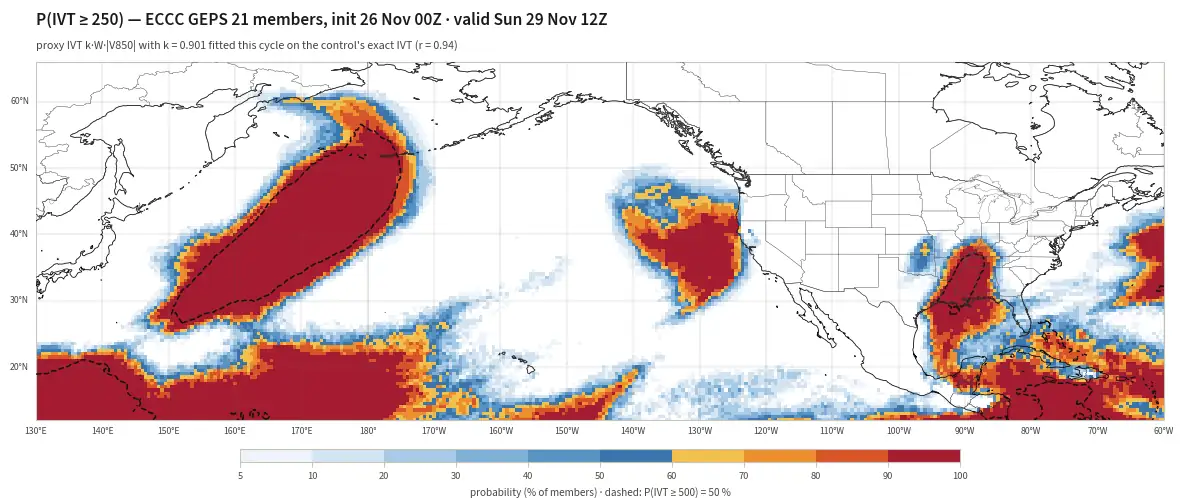 P(IVT ≥ 250) — ECCC GEPS 21 members, init 26 Nov 00Z · valid Sun 29 Nov 12Z
proxy IVT k·W·|V850| with k = 0.901 fitted this cycle on the control's exact IVT (r = 0.94)
60°N
50°N
40°N
30°N
20°N
130°E 140°E 150°E 160°E 170°E 180° 170°W 160°W 150°W 140°W 130°W 120°W 110°W 100°W 90°W 80°W 70°W 60°W
5 10 20 30 40 50 60 70 80 90 100
probability (% of members) · dashed: P(IVT ≥ 500) = 50 %